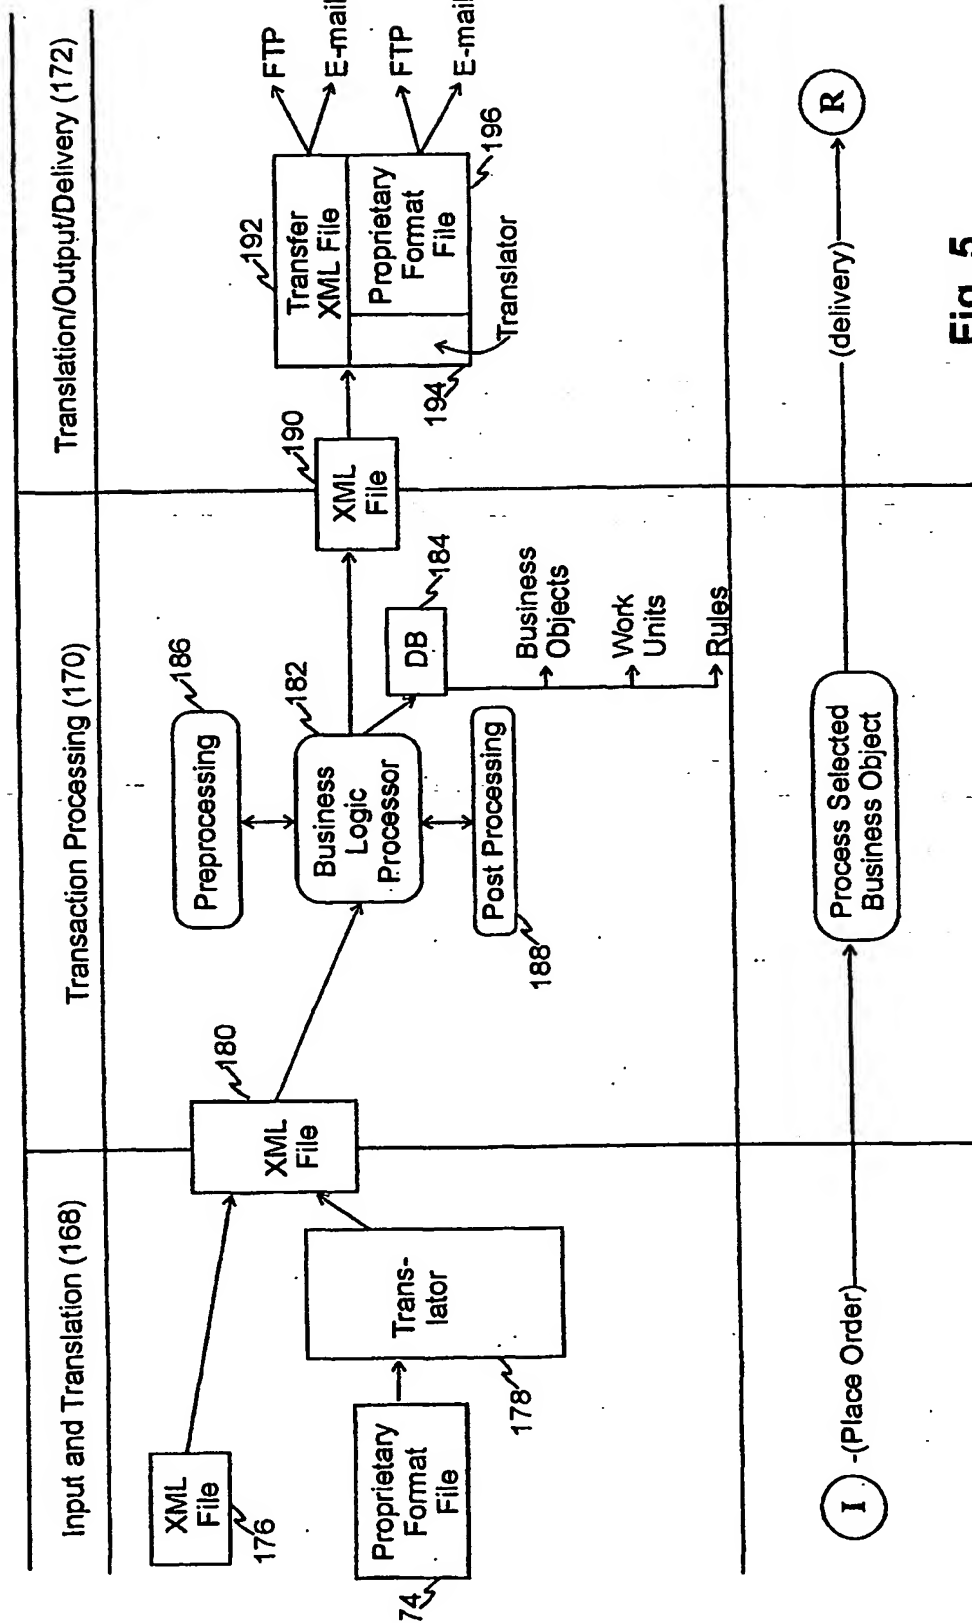 Input and Translation (168)
Transaction Processing (170)
Translation/Output/Delivery (172)
XML
File
176
Proprietary
Format
File
74
Trans-
lator
178
XML
File
180
Preprocessing
186
Business
Logic
Processor
182
Post Processing
188
DB
184
Business
Objects
Work
Units
Rules
XML
File
190
192
Transfer
XML File
Proprietary
Format
File
194
Translator
196
FTP
E-mail
FTP
E-mail
I
-(Place Order)
Process Selected
Business Object
(delivery)
R
Fig. 5